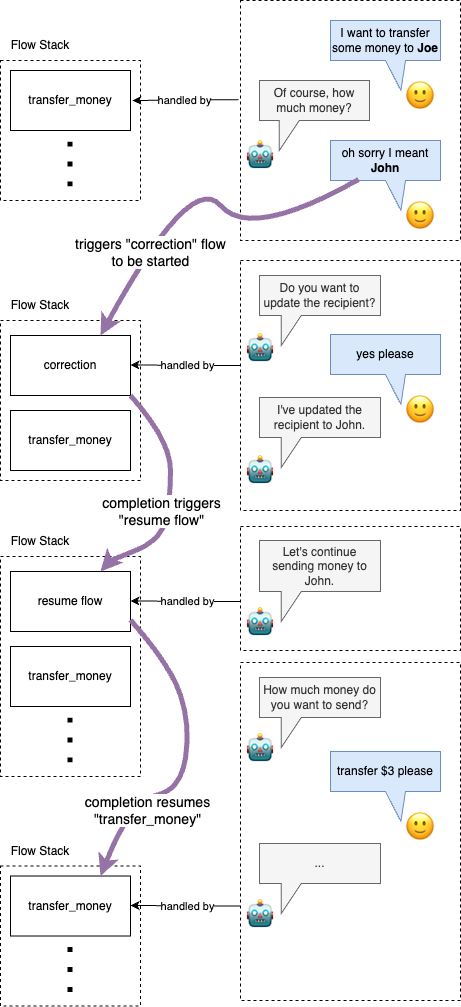 I want to transfer
some money to Joe
Flow Stack
transfer_money
handled by
Of course, how
much money?
oh sorry I meant
John
triggers "correction" flow
to be started
Flow Stack
Do you want to
update the recipient?
correction
handled by
yes please
transfer_money
I've updated the
recipient to John.
completion triggers
"resume flow"
Flow Stack
Let's continue
sending money to
John.
resume flow
handled by
transfer_money
How much money do
you want to send?
transfer $3 please
completion resumes
"transfer_money"
Flow Stack
...
transfer_money
handled by